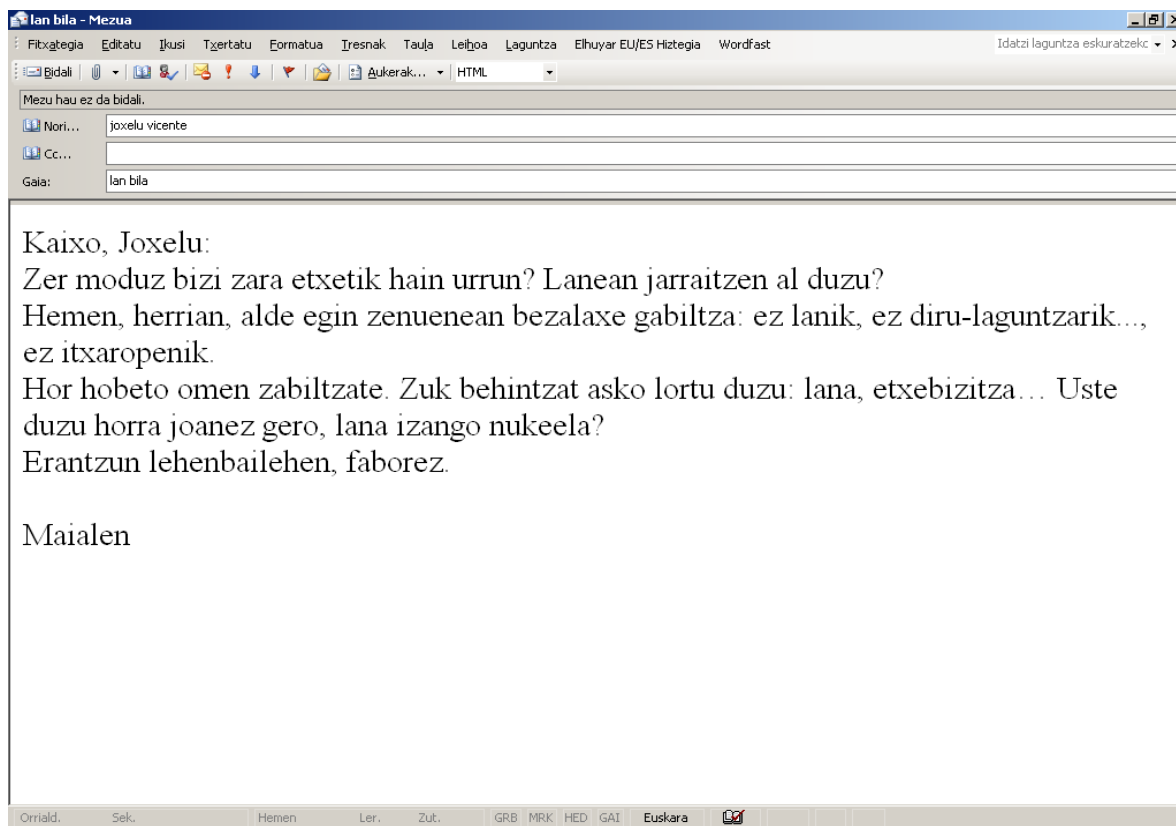 lan bila - Mezua
Fitxategia Editatu Ikusi Txertatu Formatua Tresnak Taula Leihoa Laguntza Elhuyar EU/ES Hiztegia Wordfast Idatzi laguntza eskuratzekc
Bidali Aukerak... HTML
Mezu hau ez da bidali.
Nori... joxelu vicente
Cc...
Gaia: lan bila
Kaixo, Joxelu:
Zer moduz bizi zara etxetik hain urrun? Lanean jarraitzen al duzu?
Hemen, herrian, alde egin zenuenean bezalaxe gabiltza: ez lanik, ez diru-laguntzarik...,
ez itxaropenik.
Hor hobeto omen zabiltzate. Zuk behintzat asko lortu duzu: lana, etxebizitza… Uste
duzu horra joanez gero, lana izango nukeela?
Erantzun lehenbailehen, faborez.
Maialen
Orriald. Sek. Hemen Ler. Zut. GRB MRK HED GAI Euskara